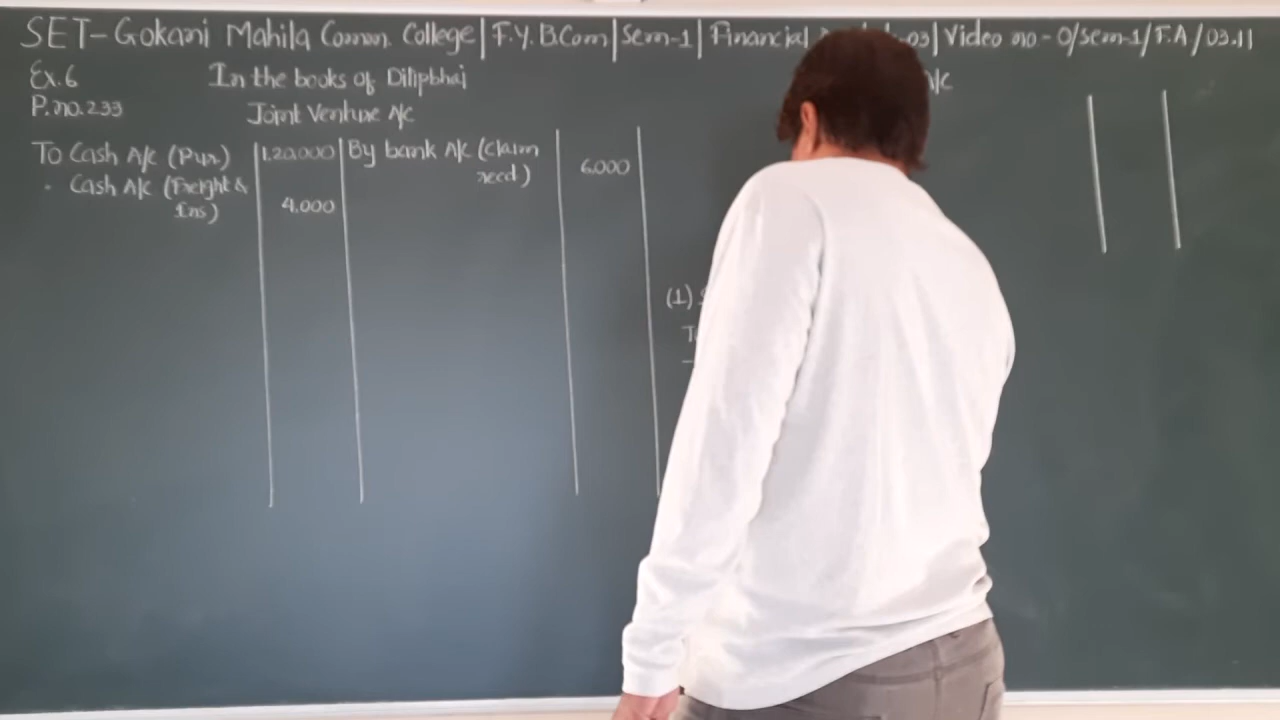 SET-Gokani Mahila Comm. College|F.Y. B.Com|Sem-1|Financial -03|Video no - 0/Sem-1/F.A/03.11
Ex.6
P.no.233
In the books of Dilipbhai
Joint Venture A/c
To Cash A/c (Pur.) 1,20,000 By bank A/c (claim recd) 6,000
" Cash A/c (Freight & Ins) 4,000
A/c
(1)